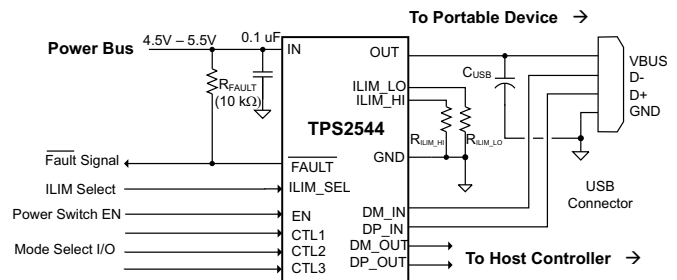 To Portable Device →
Power Bus 4.5V – 5.5V 0.1 uF
IN OUT
VBUS
D-
D+
GND
RFAULT
(10 kΩ)
CUSB
ILIM_LO
ILIM_HI
TPS2544
RILIM_HI RILIM_LO
GND
Fault Signal FAULT
ILIM Select ILIM_SEL
USB
Connector
Power Switch EN EN
DM_IN
DP_IN
CTL1
Mode Select I/O CTL2
CTL3
DM_OUT
DP_OUT
To Host Controller →